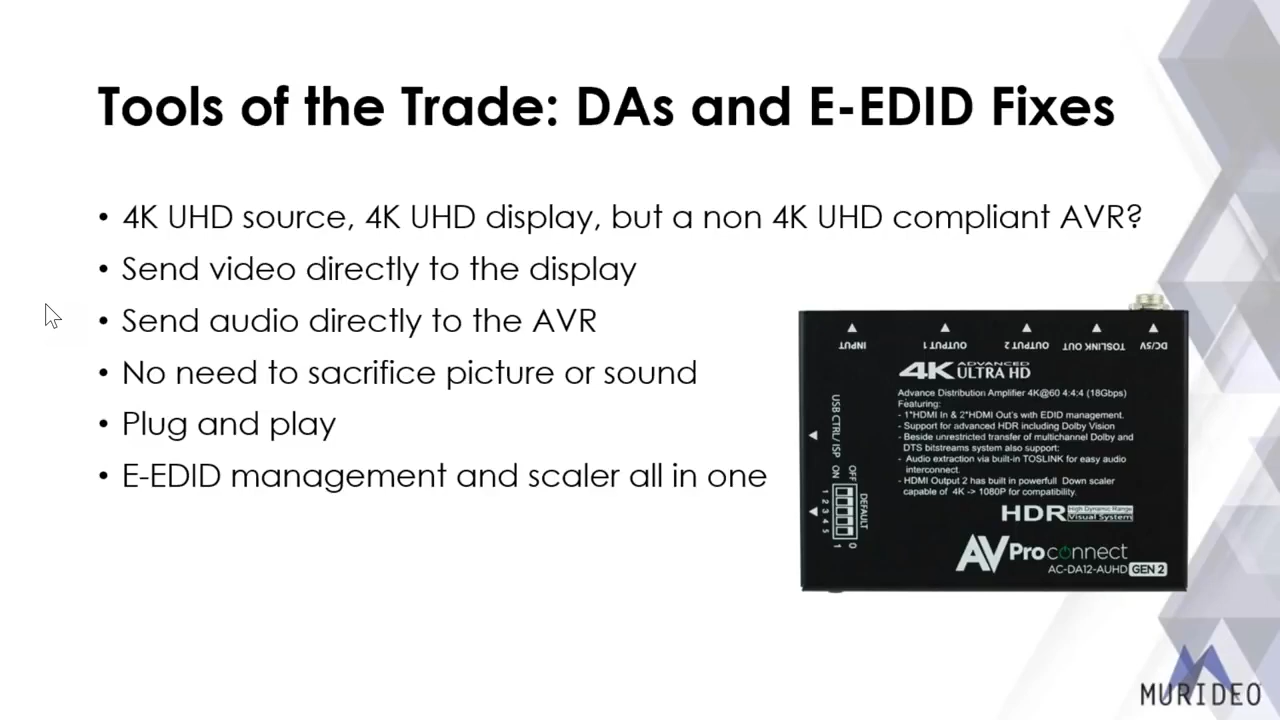 Tools of the Trade: DAs and E-EDID Fixes
• 4K UHD source, 4K UHD display, but a non 4K UHD compliant AVR?
• Send video directly to the display
• Send audio directly to the AVR
• No need to sacrifice picture or sound
• Plug and play
• E-EDID management and scaler all in one
INPUT
OUTPUT 1
OUTPUT 2
TOSLINK OUT
DC/5V
4K ADVANCED
ULTRA HD
Advance Distribution Amplifier 4K@60 4:4:4 (18Gbps)
Featuring:
- 1*HDMI In & 2*HDMI Out's with EDID management.
- Support for advanced HDR including Dolby Vision
- Beside unrestricted transfer of multichannel Dolby and
DTS bitstreams system also support:
- Audio extraction via built-in TOSLINK for easy audio
interconnect.
- HDMI Output 2 has built in powerfull Down scaler
capable of 4K -> 1080P for compatibility.
USB CTRL/ ISP
ON
OFF
1 2 3 4 5
DEFAULT
1
0
HDR High Dynamic Range
Visual System
AVProconnect
AC-DA12-AUHD GEN 2
MURIDEO